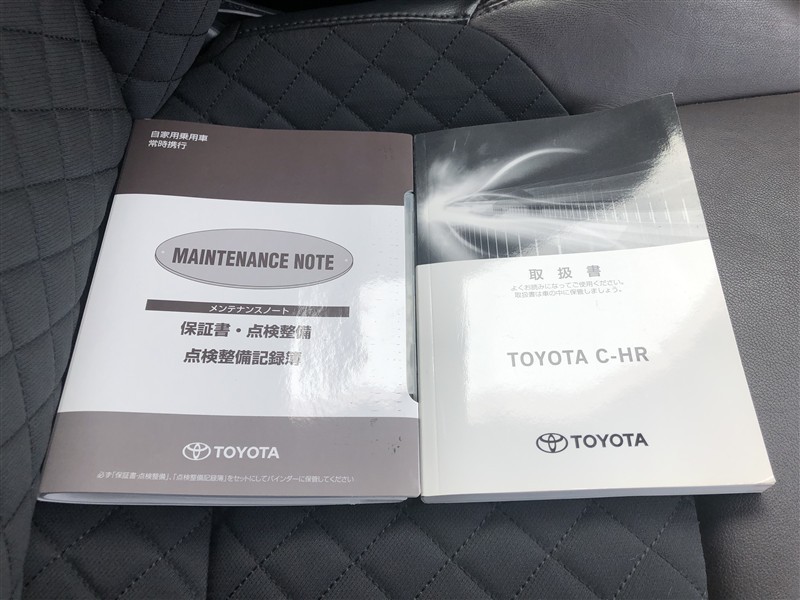 自家用乗用車
常時携行
MAINTENANCE NOTE
メンテナンスノート
保証書・点検整備
点検整備記録簿
TOYOTA
必ず「保証書・点検整備」、「点検整備記録簿」をセットにしてバインダーに保管してください
取扱書
よくお読みになってご使用ください。
取扱書は車の中に保管しましょう。
TOYOTA C-HR
TOYOTA